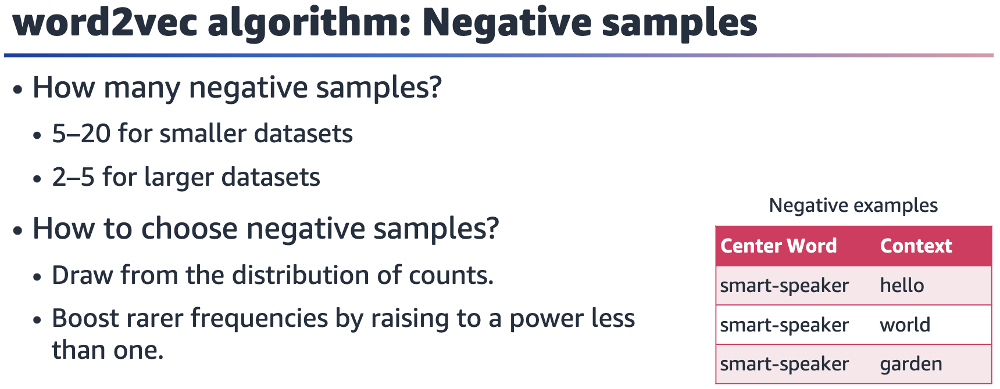 word2vec algorithm: Negative samples
• How many negative samples?
• 5–20 for smaller datasets
• 2–5 for larger datasets
• How to choose negative samples?
• Draw from the distribution of counts.
• Boost rarer frequencies by raising to a power less
than one.
Negative examples
Center Word Context
smart-speaker hello
smart-speaker world
smart-speaker garden